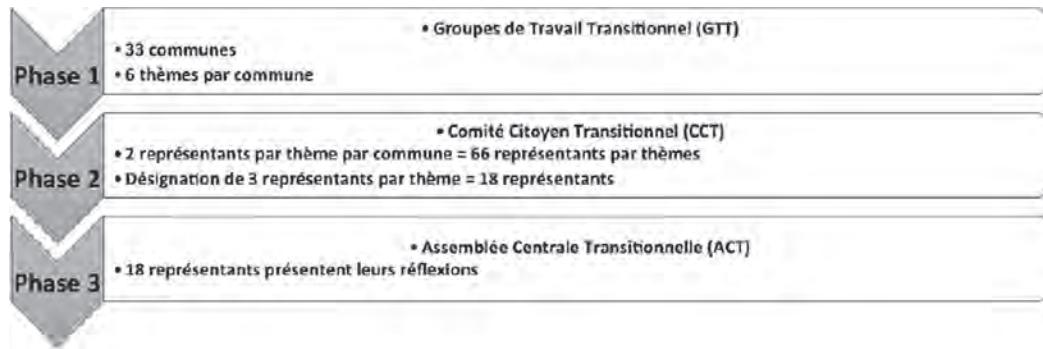 Phase 1
• Groupes de Travail Transitionnel (GTT)
• 33 communes
• 6 thèmes par commune
Phase 2
• Comité Citoyen Transitionnel (CCT)
• 2 représentants par thème par commune = 66 représentants par thèmes
• Désignation de 3 représentants par thème = 18 représentants
Phase 3
• Assemblée Centrale Transitionnelle (ACT)
• 18 représentants présentent leurs réflexions